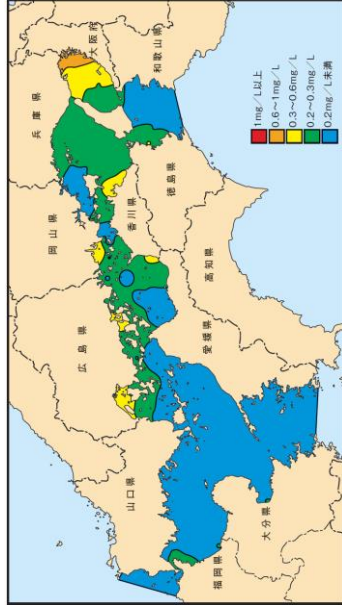 兵庫県
大阪府
和歌山県
岡山県
広島県
香川県
徳島県
山口県
愛媛県
高知県
福岡県
大分県
1mg/L以上
0.6~1mg/L
0.3~0.6mg/L
0.2~0.3mg/L
0.2mg/L未満